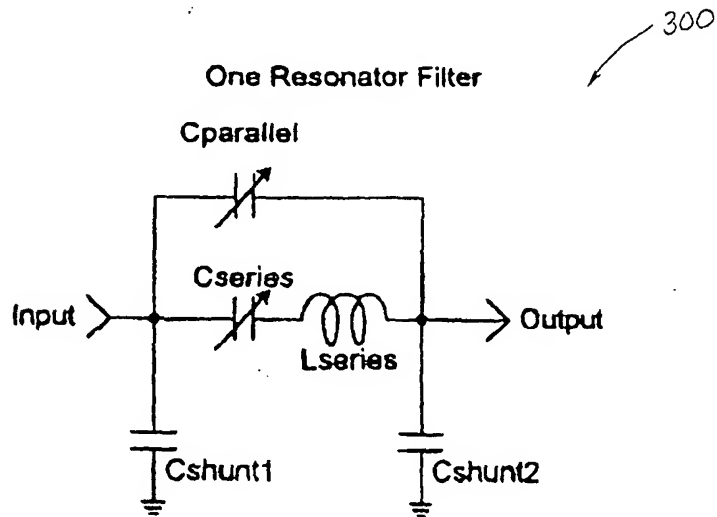 300
One Resonator Filter
Cparallel
Cseries
Input
Lseries
Output
Cshunt1
Cshunt2